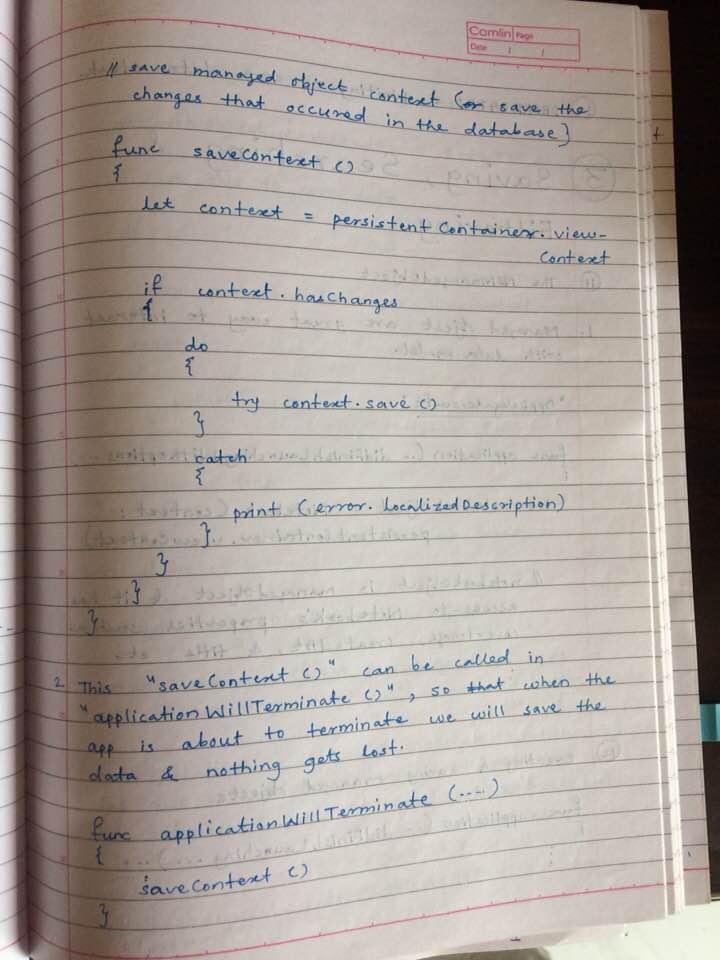 Camlin Page
Date / /
// save managed object context (or save the
changes that occured in the database)
func saveContext ()
{
let context = persistentContainer.view-
Context
if context.hasChanges
{
do
{
try context.save ()
}
catch
{
print (error.localizedDescription)
}
}
}
}
2. This "saveContext ()" can be called in
"applicationWillTerminate ()", so that when the
app is about to terminate we will save the
data & nothing gets lost.
func applicationWillTerminate (.....)
{
saveContext ()
}